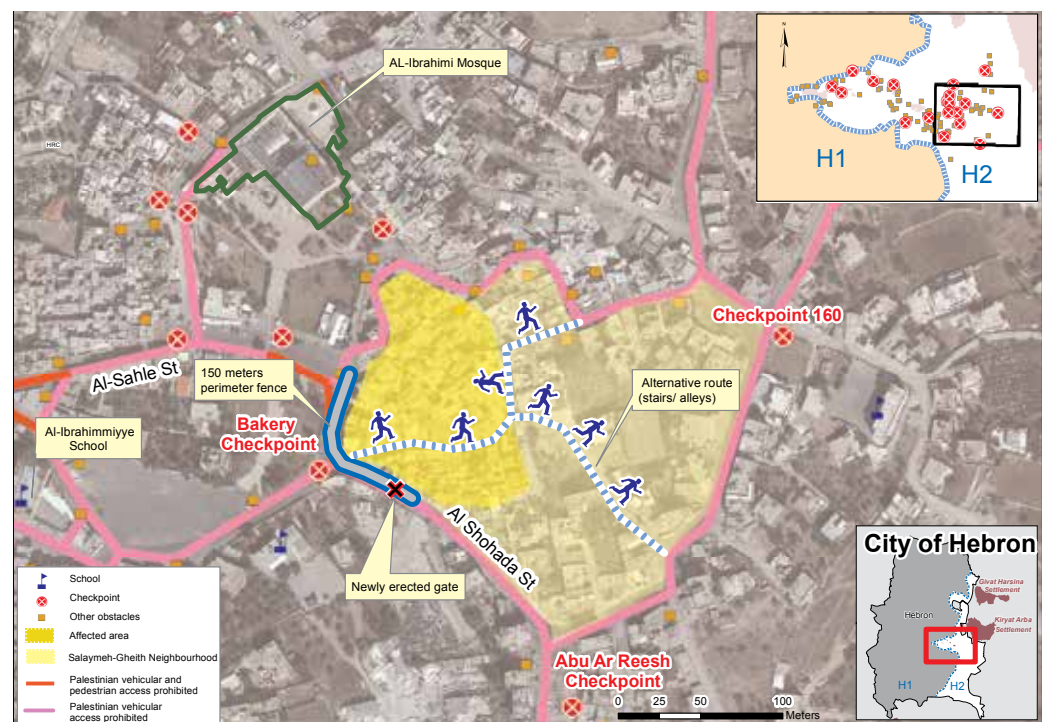 AL-Ibrahimi Mosque
HRC
N
H1
H2
Checkpoint 160
Al-Sahle St
150 meters
perimeter fence
Alternative route
(stairs/ alleys)
Al-Ibrahimmiyye
School
Bakery
Checkpoint
Al Shohada St
Newly erected gate
Abu Ar Reesh
Checkpoint
0 25 50 100
Meters
School
Checkpoint
Other obstacles
Affected area
Salaymeh-Gheith Neighbourhood
Palestinian vehicular and
pedestrian access prohibited
Palestinian vehicular
access prohibited
City of Hebron
Givat Harsina
Settlement
Hebron
Kiryat Arba
Settlement
H1
H2